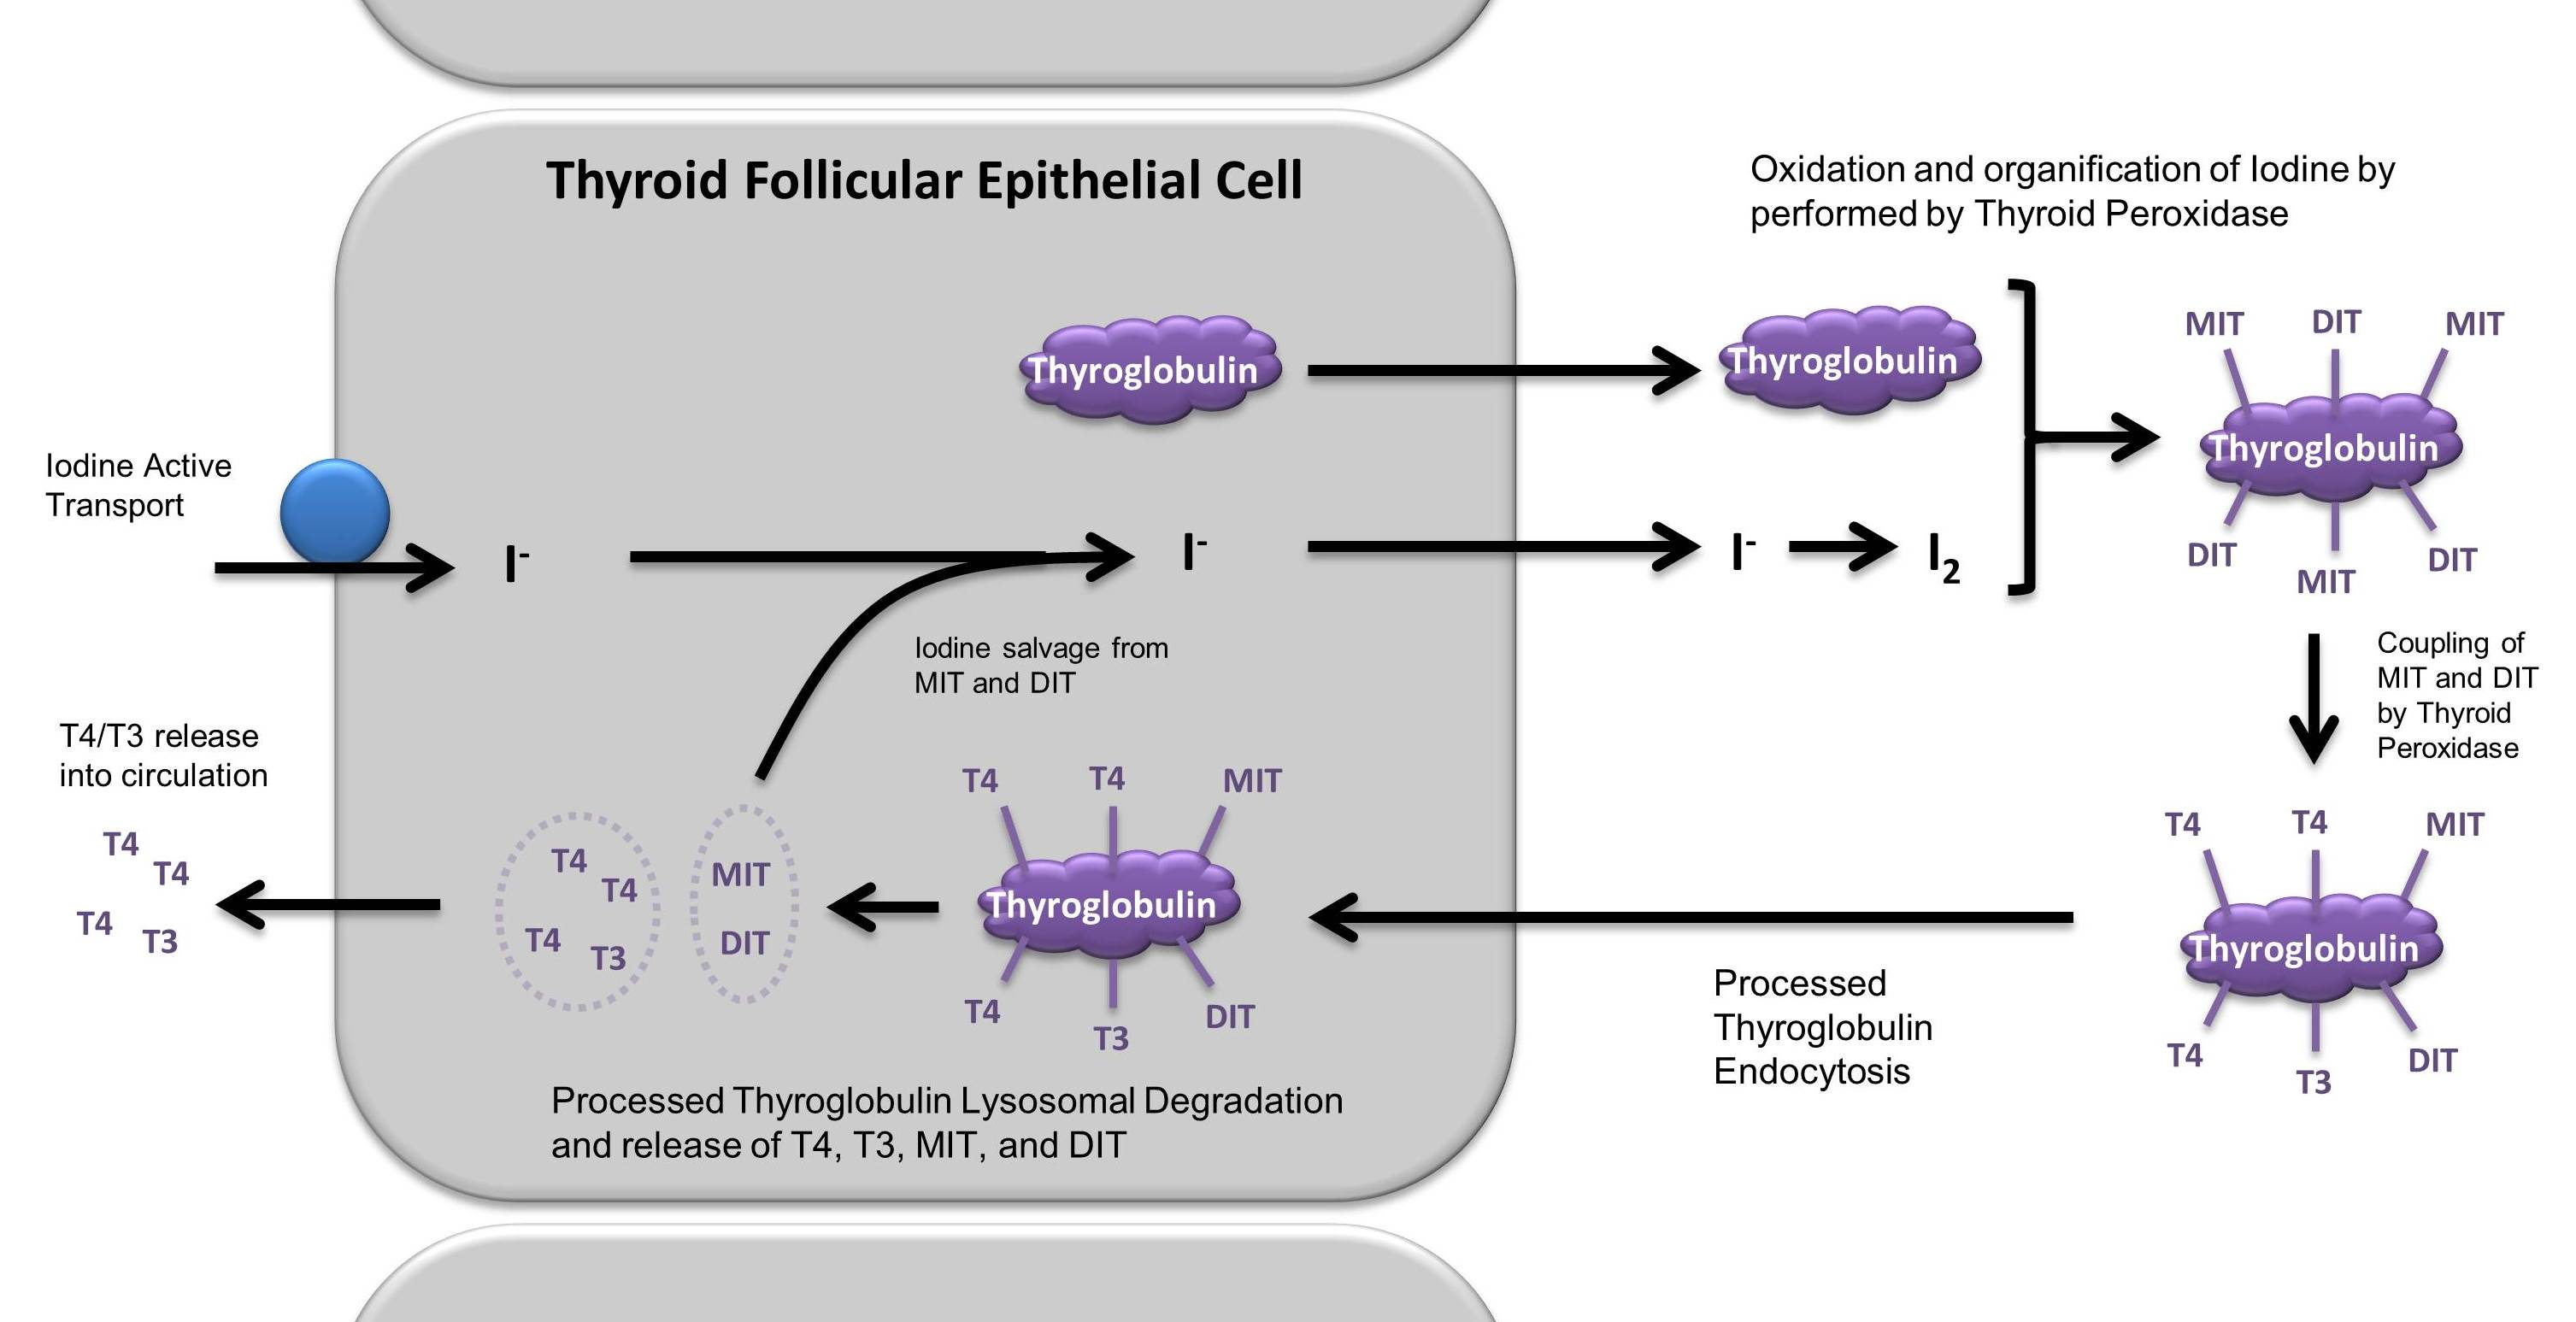 Thyroid Follicular Epithelial Cell
Oxidation and organification of Iodine by
performed by Thyroid Peroxidase
Thyroglobulin
Thyroglobulin
MIT
DIT
MIT
Thyroglobulin
DIT
MIT
DIT
Iodine Active
Transport
I-
I-
I-
I2
Iodine salvage from
MIT and DIT
Coupling of
MIT and DIT
by Thyroid
Peroxidase
T4/T3 release
into circulation
T4
T4
T4
T3
T4
T4
T4
T3
MIT
DIT
T4
T4
MIT
Thyroglobulin
T4
T3
DIT
T4
T4
MIT
Thyroglobulin
T4
T3
DIT
Processed
Thyroglobulin
Endocytosis
Processed Thyroglobulin Lysosomal Degradation
and release of T4, T3, MIT, and DIT